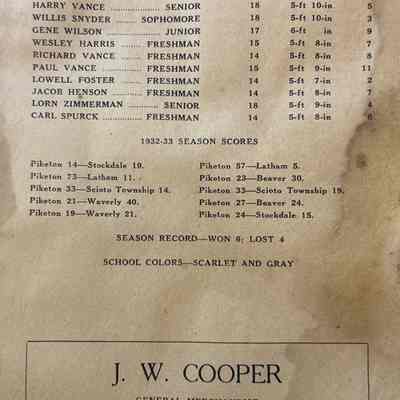 HARRY VANCE .................. SENIOR 18 5-ft 10-in 5
WILLIS SNYDER ........ SOPHOMORE 18 5-ft 10-in 3
GENE WILSON .................. JUNIOR 17 6-ft in 9
WESLEY HARRIS ....... FRESHMAN 15 5-ft 8-in 7
RICHARD VANCE ....... FRESHMAN 14 5-ft 8-in 8
PAUL VANCE .............. FRESHMAN 15 5-ft 9-in 11
LOWELL FOSTER ....... FRESHMAN 14 5-ft 7-in 2
JACOB HENSON ........ FRESHMAN 14 5-ft 8-in 6
LORN ZIMMERMAN ........... SENIOR 18 5-ft 9-in 4
CARL SPURCK ............. FRESHMAN 14 5-ft 8-in
1932-33 SEASON SCORES
Piketon 14—Stockdale 19. Piketon 57—Latham 5.
Piketon 73—Latham 11. Piketon 23—Beaver 30.
Piketon 33—Scioto Township 14. Piketon 33—Scioto Township 19.
Piketon 21—Waverly 40. Piketon 27—Beaver 24.
Piketon 19—Waverly 21. Piketon 24—Stockdale 15.
SEASON RECORD—WON 6; LOST 4
SCHOOL COLORS—SCARLET AND GRAY
J. W. COOPER
GENERAL MERCHANDISE